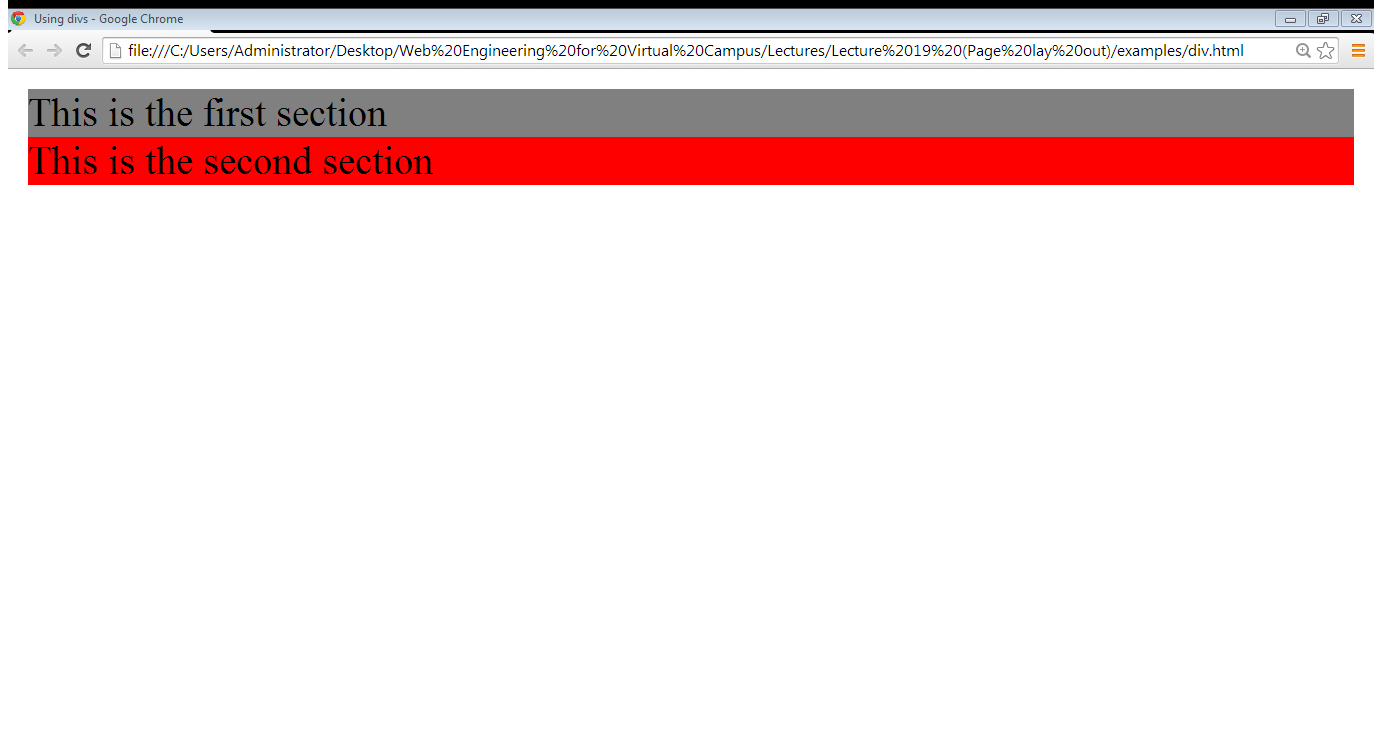 Using divs - Google Chrome
file:///C:/Users/Administrator/Desktop/Web%20Engineering%20for%20Virtual%20Campus/Lectures/Lecture%2019%20(Page%20lay%20out)/examples/div.html
This is the first section
This is the second section